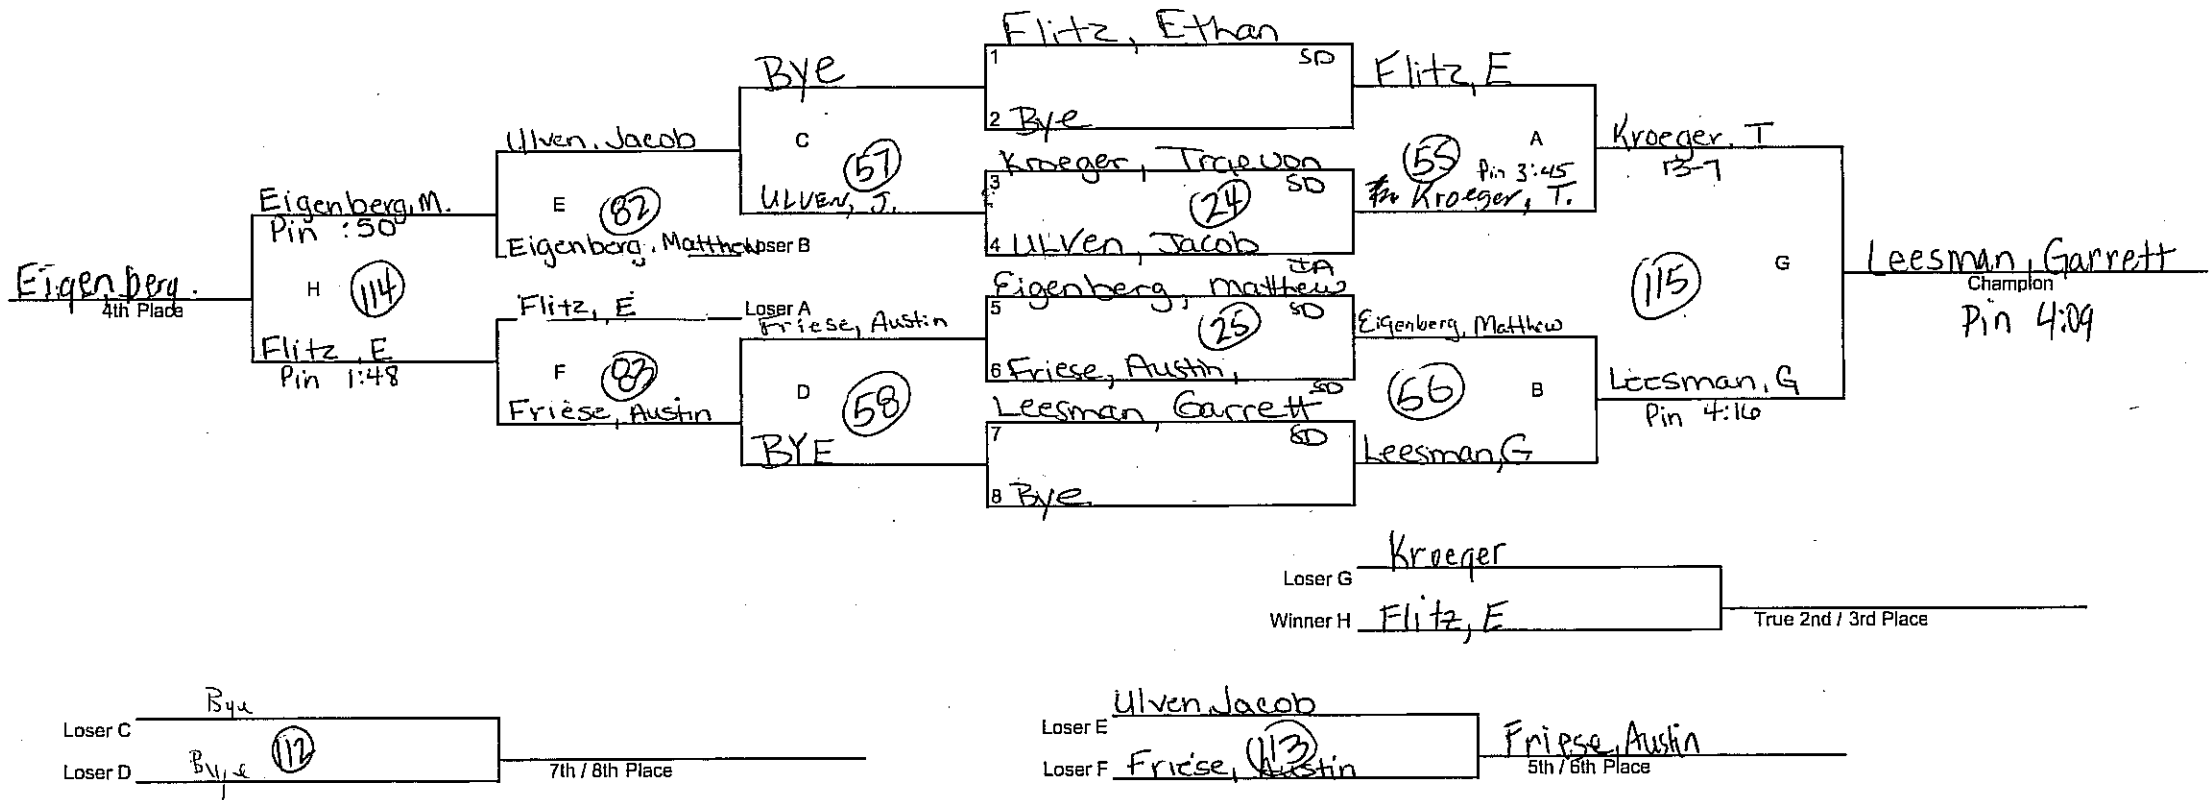 Flitz, Ethan
1 SD
Bye Flitz, E
2 Bye
Ulven, Jacob C A Kroeger, T
57 Kroeger, 55 Pin 3:45 13-7
3 SD
Eigenberg, M. E 82 ULVEN, J. 24 Kroeger, T.
Pin :50
Eigenberg, Matthew Loser B 4 ULVEN, Jacob
Eigenberg. H 114 IA G Leesman, Garrett
4th Place Eigenberg, Matthew 115 Champion
Flitz, E Loser A 5 SD Pin 4:09
Friese, Austin 25 Eigenberg, Matthew
Flitz, E
Pin 1:48 F 83 6 Friese, Austin, Leesman, G
D 58 SD 56 B Pin 4:16
Friese, Austin Leesman, Garrett
7 SD
BYE Leesman, G
8 Bye
Loser G Kroeger
Winner H Flitz, E True 2nd / 3rd Place
Loser C Bye
112
Loser D Bye 7th / 8th Place
Loser E Ulven, Jacob
113 Friese, Austin
Loser F Friese, Austin 5th / 6th Place